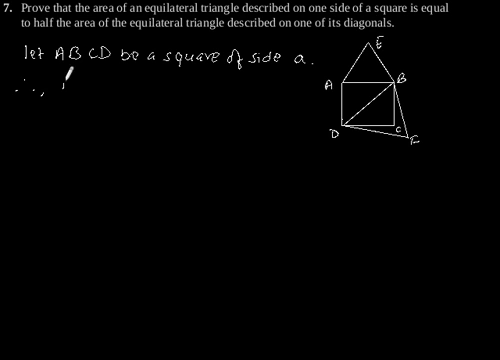 7. Prove that the area of an equilateral triangle described on one side of a square is equal
to half the area of the equilateral triangle described on one of its diagonals.
let ABCD be a square of side a.
∴,
E
A B
D C
F